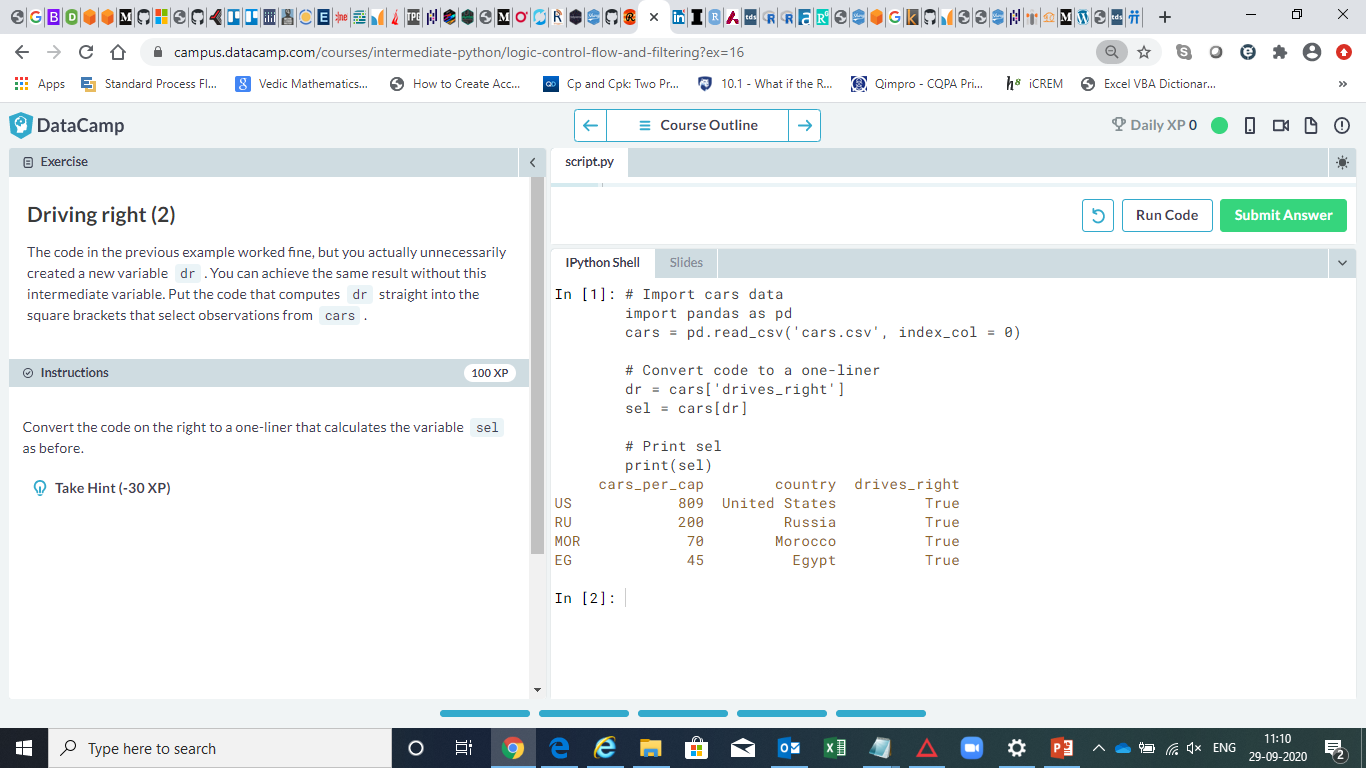 campus.datacamp.com/courses/intermediate-python/logic-control-flow-and-filtering?ex=16
Apps
Standard Process Fl...
Vedic Mathematics...
How to Create Acc...
Cp and Cpk: Two Pr...
10.1 - What if the R...
Qimpro - CQPA Pri...
iCREM
Excel VBA Dictionar...
»
DataCamp
Course Outline
Daily XP 0
Exercise
Driving right (2)
The code in the previous example worked fine, but you actually unnecessarily
created a new variable dr . You can achieve the same result without this
intermediate variable. Put the code that computes dr straight into the
square brackets that select observations from cars .
Instructions
100 XP
Convert the code on the right to a one-liner that calculates the variable sel
as before.
Take Hint (-30 XP)
script.py
Run Code
Submit Answer
IPython Shell
Slides
In [1]: # Import cars data
import pandas as pd
cars = pd.read_csv('cars.csv', index_col = 0)
# Convert code to a one-liner
dr = cars['drives_right']
sel = cars[dr]
# Print sel
print(sel)
cars_per_cap country drives_right
US 809 United States True
RU 200 Russia True
MOR 70 Morocco True
EG 45 Egypt True
In [2]:
Type here to search
ENG
11:10
29-09-2020
2